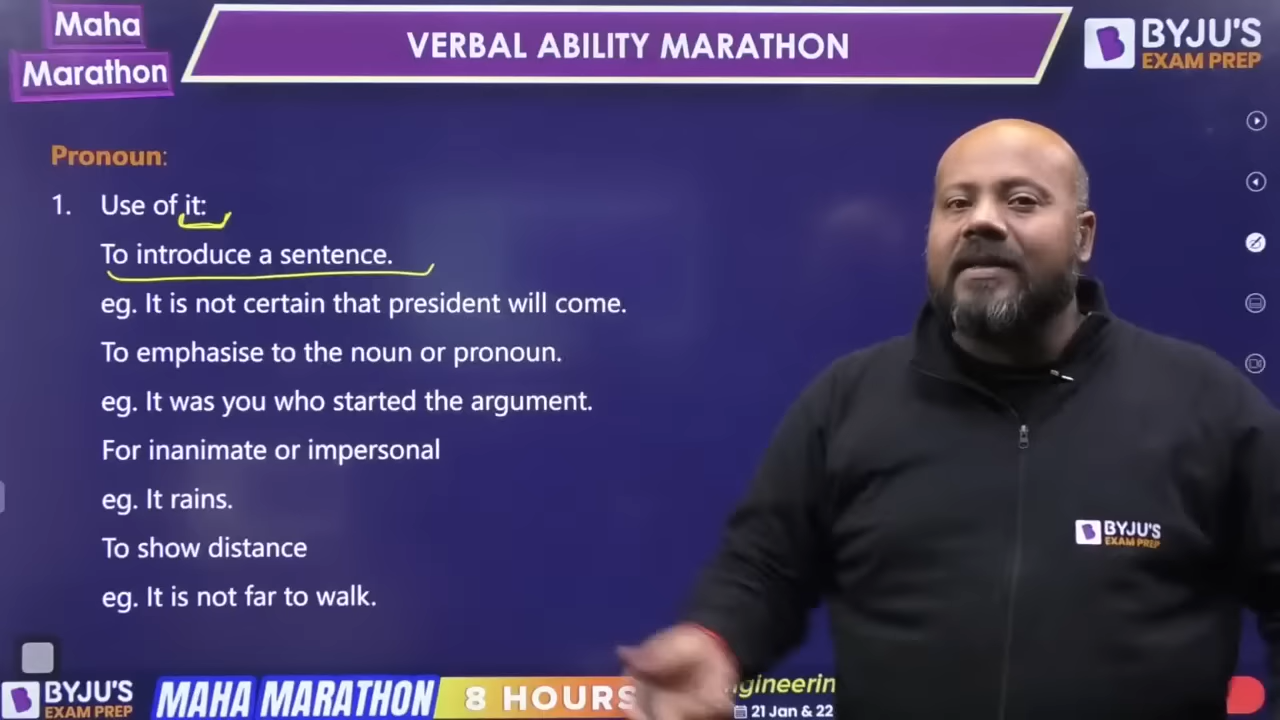 Maha
Marathon
VERBAL ABILITY MARATHON
BYJU'S
EXAM PREP
Pronoun:
1. Use of it:
To introduce a sentence.
eg. It is not certain that president will come.
To emphasise to the noun or pronoun.
eg. It was you who started the argument.
For inanimate or impersonal
eg. It rains.
To show distance
eg. It is not far to walk.
BYJU'S
EXAM PREP
BYJU'S
EXAM PREP
MAHA MARATHON
8 HOURS
21 Jan & 22